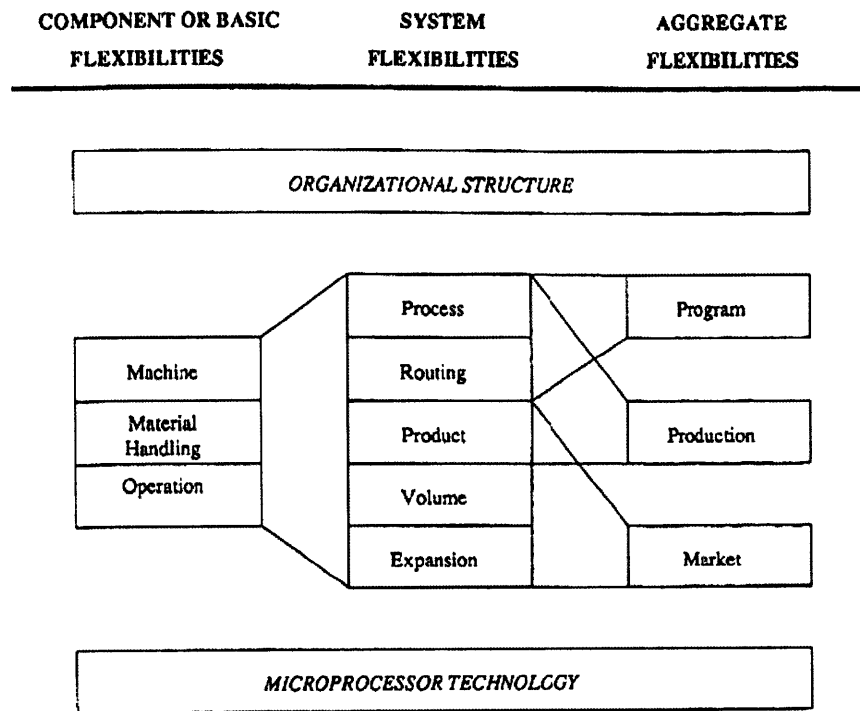 COMPONENT OR BASIC
FLEXIBILITIES
SYSTEM
FLEXIBILITIES
AGGREGATE
FLEXIBILITIES
ORGANIZATIONAL STRUCTURE
Machine
Material
Handling
Operation
Process
Routing
Product
Volume
Expansion
Program
Production
Market
MICROPROCESSOR TECHNOLOGY